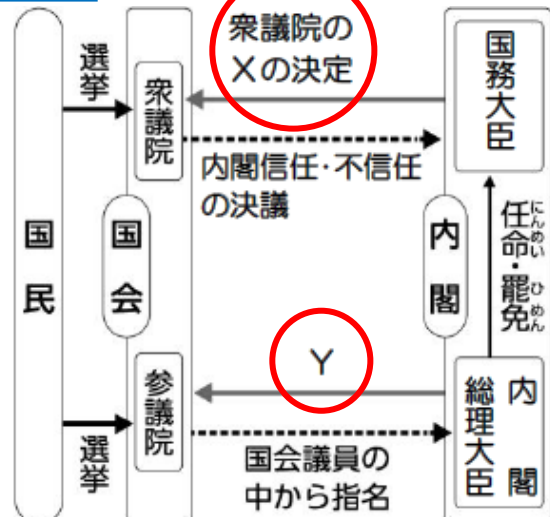 国民
選挙
選挙
国会
衆議院
参議院
衆議院の
Xの決定
内閣信任・不信任
の決議
Y
国会議員の
中から指名
内閣
国務大臣
任命・罷免
にんめい ひめん
内閣
総理大臣